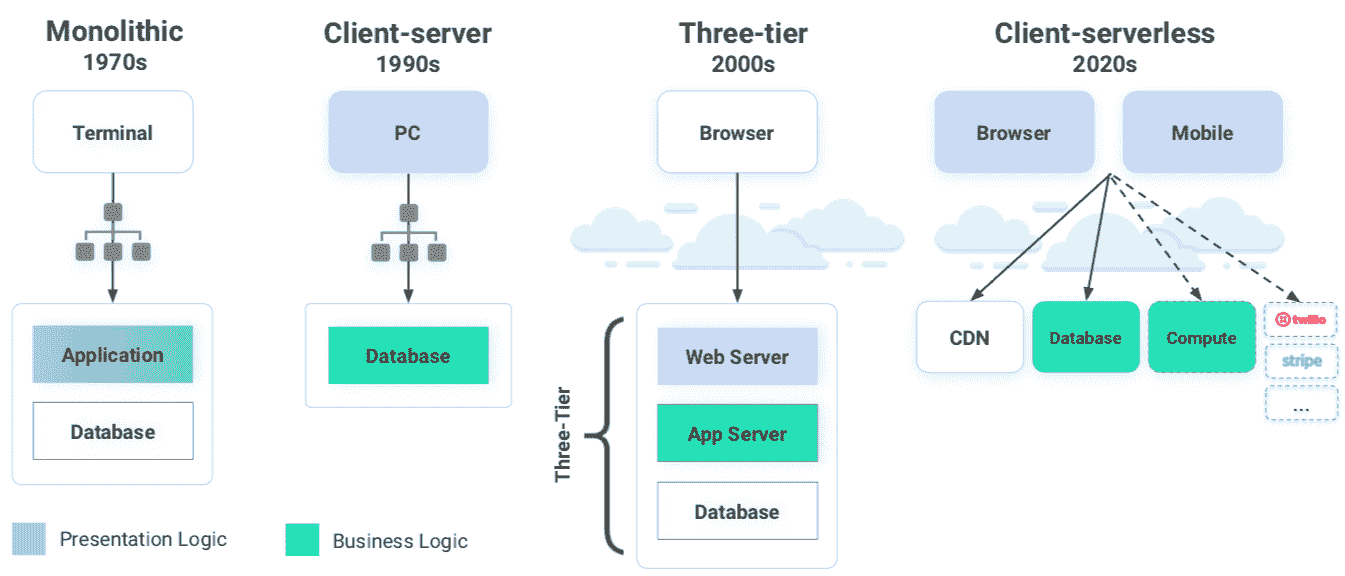 Monolithic
1970s
Terminal
Application
Database
Client-server
1990s
PC
Database
Three-tier
2000s
Browser
Three-Tier
Web Server
App Server
Database
Client-serverless
2020s
Browser
Mobile
CDN
Database
Compute
twilio
stripe
...
Presentation Logic
Business Logic